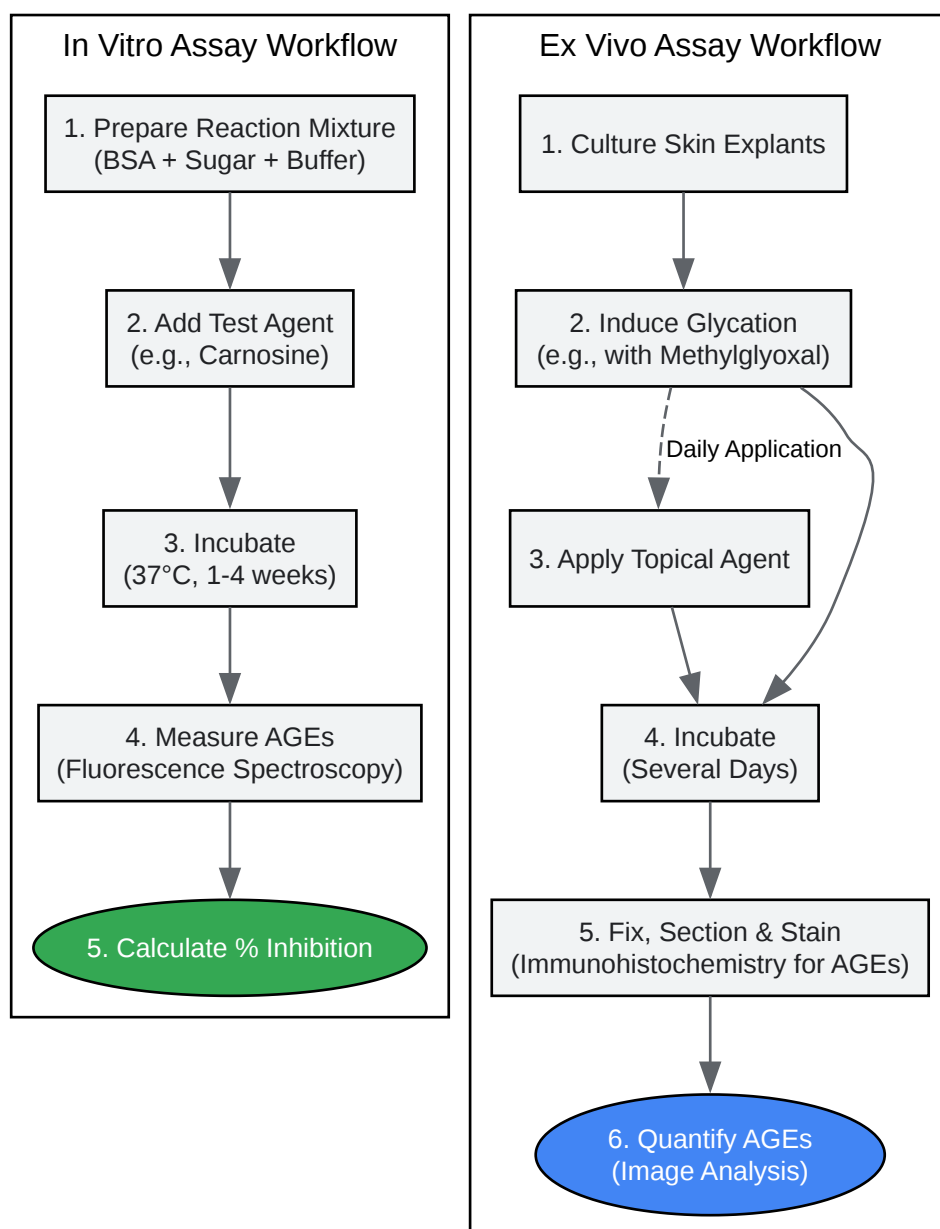 In Vitro Assay Workflow
1. Prepare Reaction Mixture
(BSA + Sugar + Buffer)
2. Add Test Agent
(e.g., Carnosine)
3. Incubate
(37°C, 1-4 weeks)
4. Measure AGEs
(Fluorescence Spectroscopy)
5. Calculate % Inhibition
Ex Vivo Assay Workflow
1. Culture Skin Explants
2. Induce Glycation
(e.g., with Methylglyoxal)
Daily Application
3. Apply Topical Agent
4. Incubate
(Several Days)
5. Fix, Section & Stain
(Immunohistochemistry for AGEs)
6. Quantify AGEs
(Image Analysis)